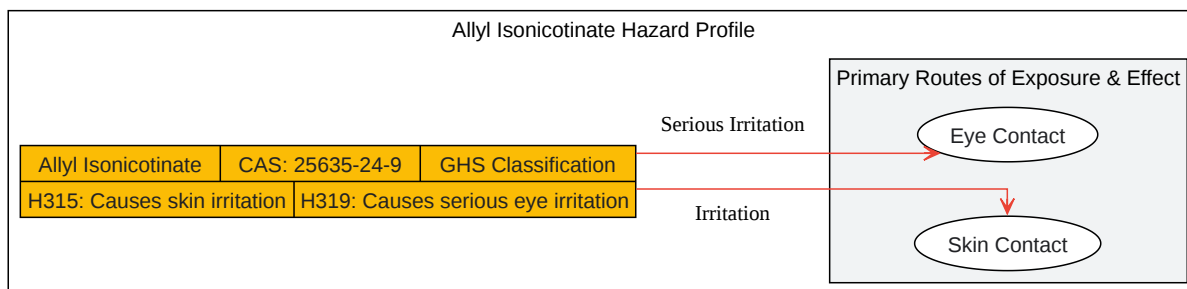 Allyl Isonicotinate Hazard Profile
Primary Routes of Exposure & Effect
Serious Irritation
Eye Contact
Allyl Isonicotinate
CAS: 25635-24-9
GHS Classification
H315: Causes skin irritation
H319: Causes serious eye irritation
Irritation
Skin Contact